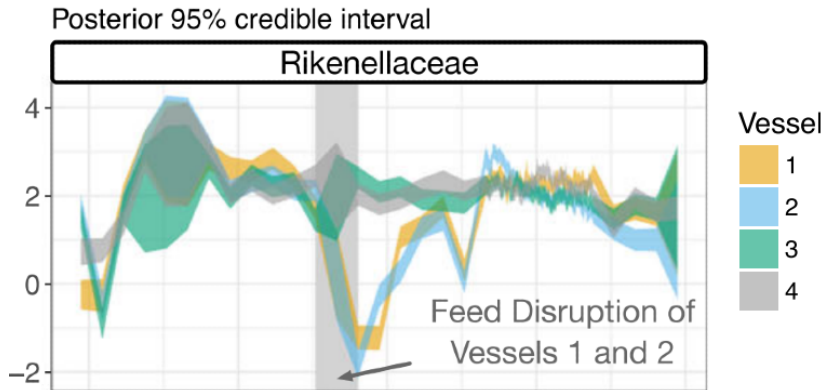 Posterior 95% credible interval
Rikenellaceae
4
2
0
−2
Feed Disruption of
Vessels 1 and 2
Vessel
1
2
3
4